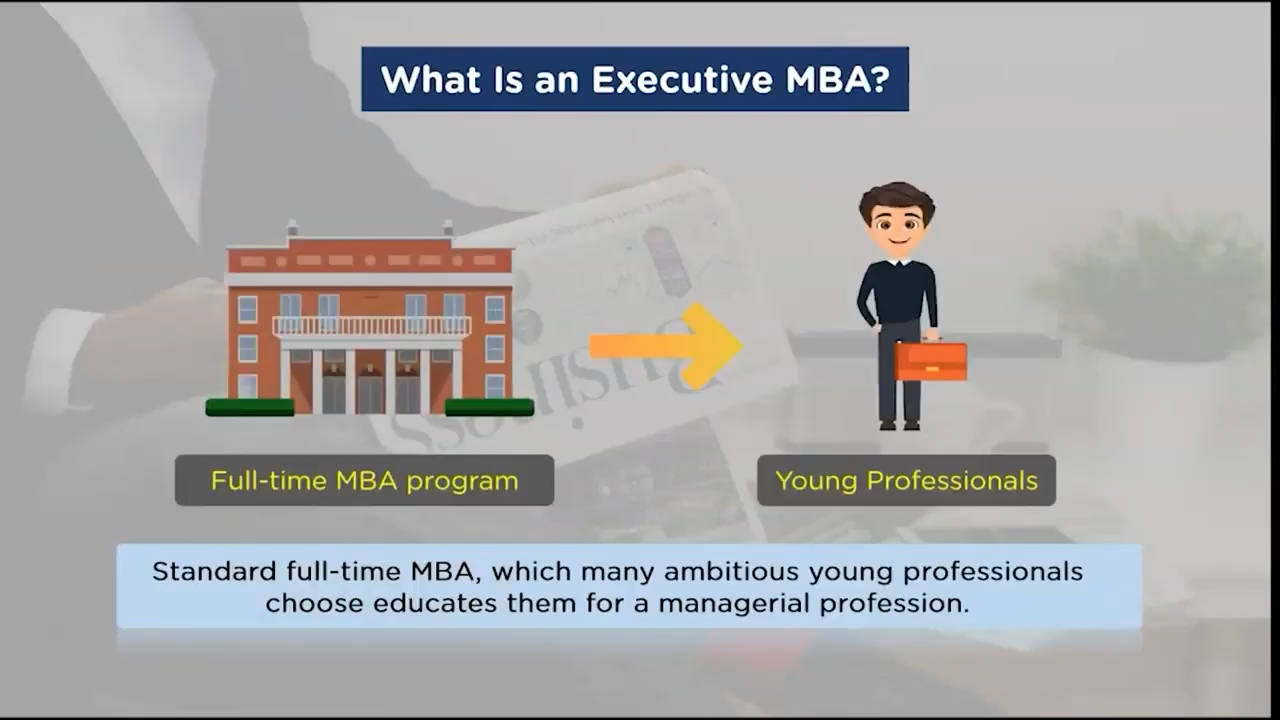 What Is an Executive MBA?
Business
Full-time MBA program
Young Professionals
Standard full-time MBA, which many ambitious young professionals
choose educates them for a managerial profession.